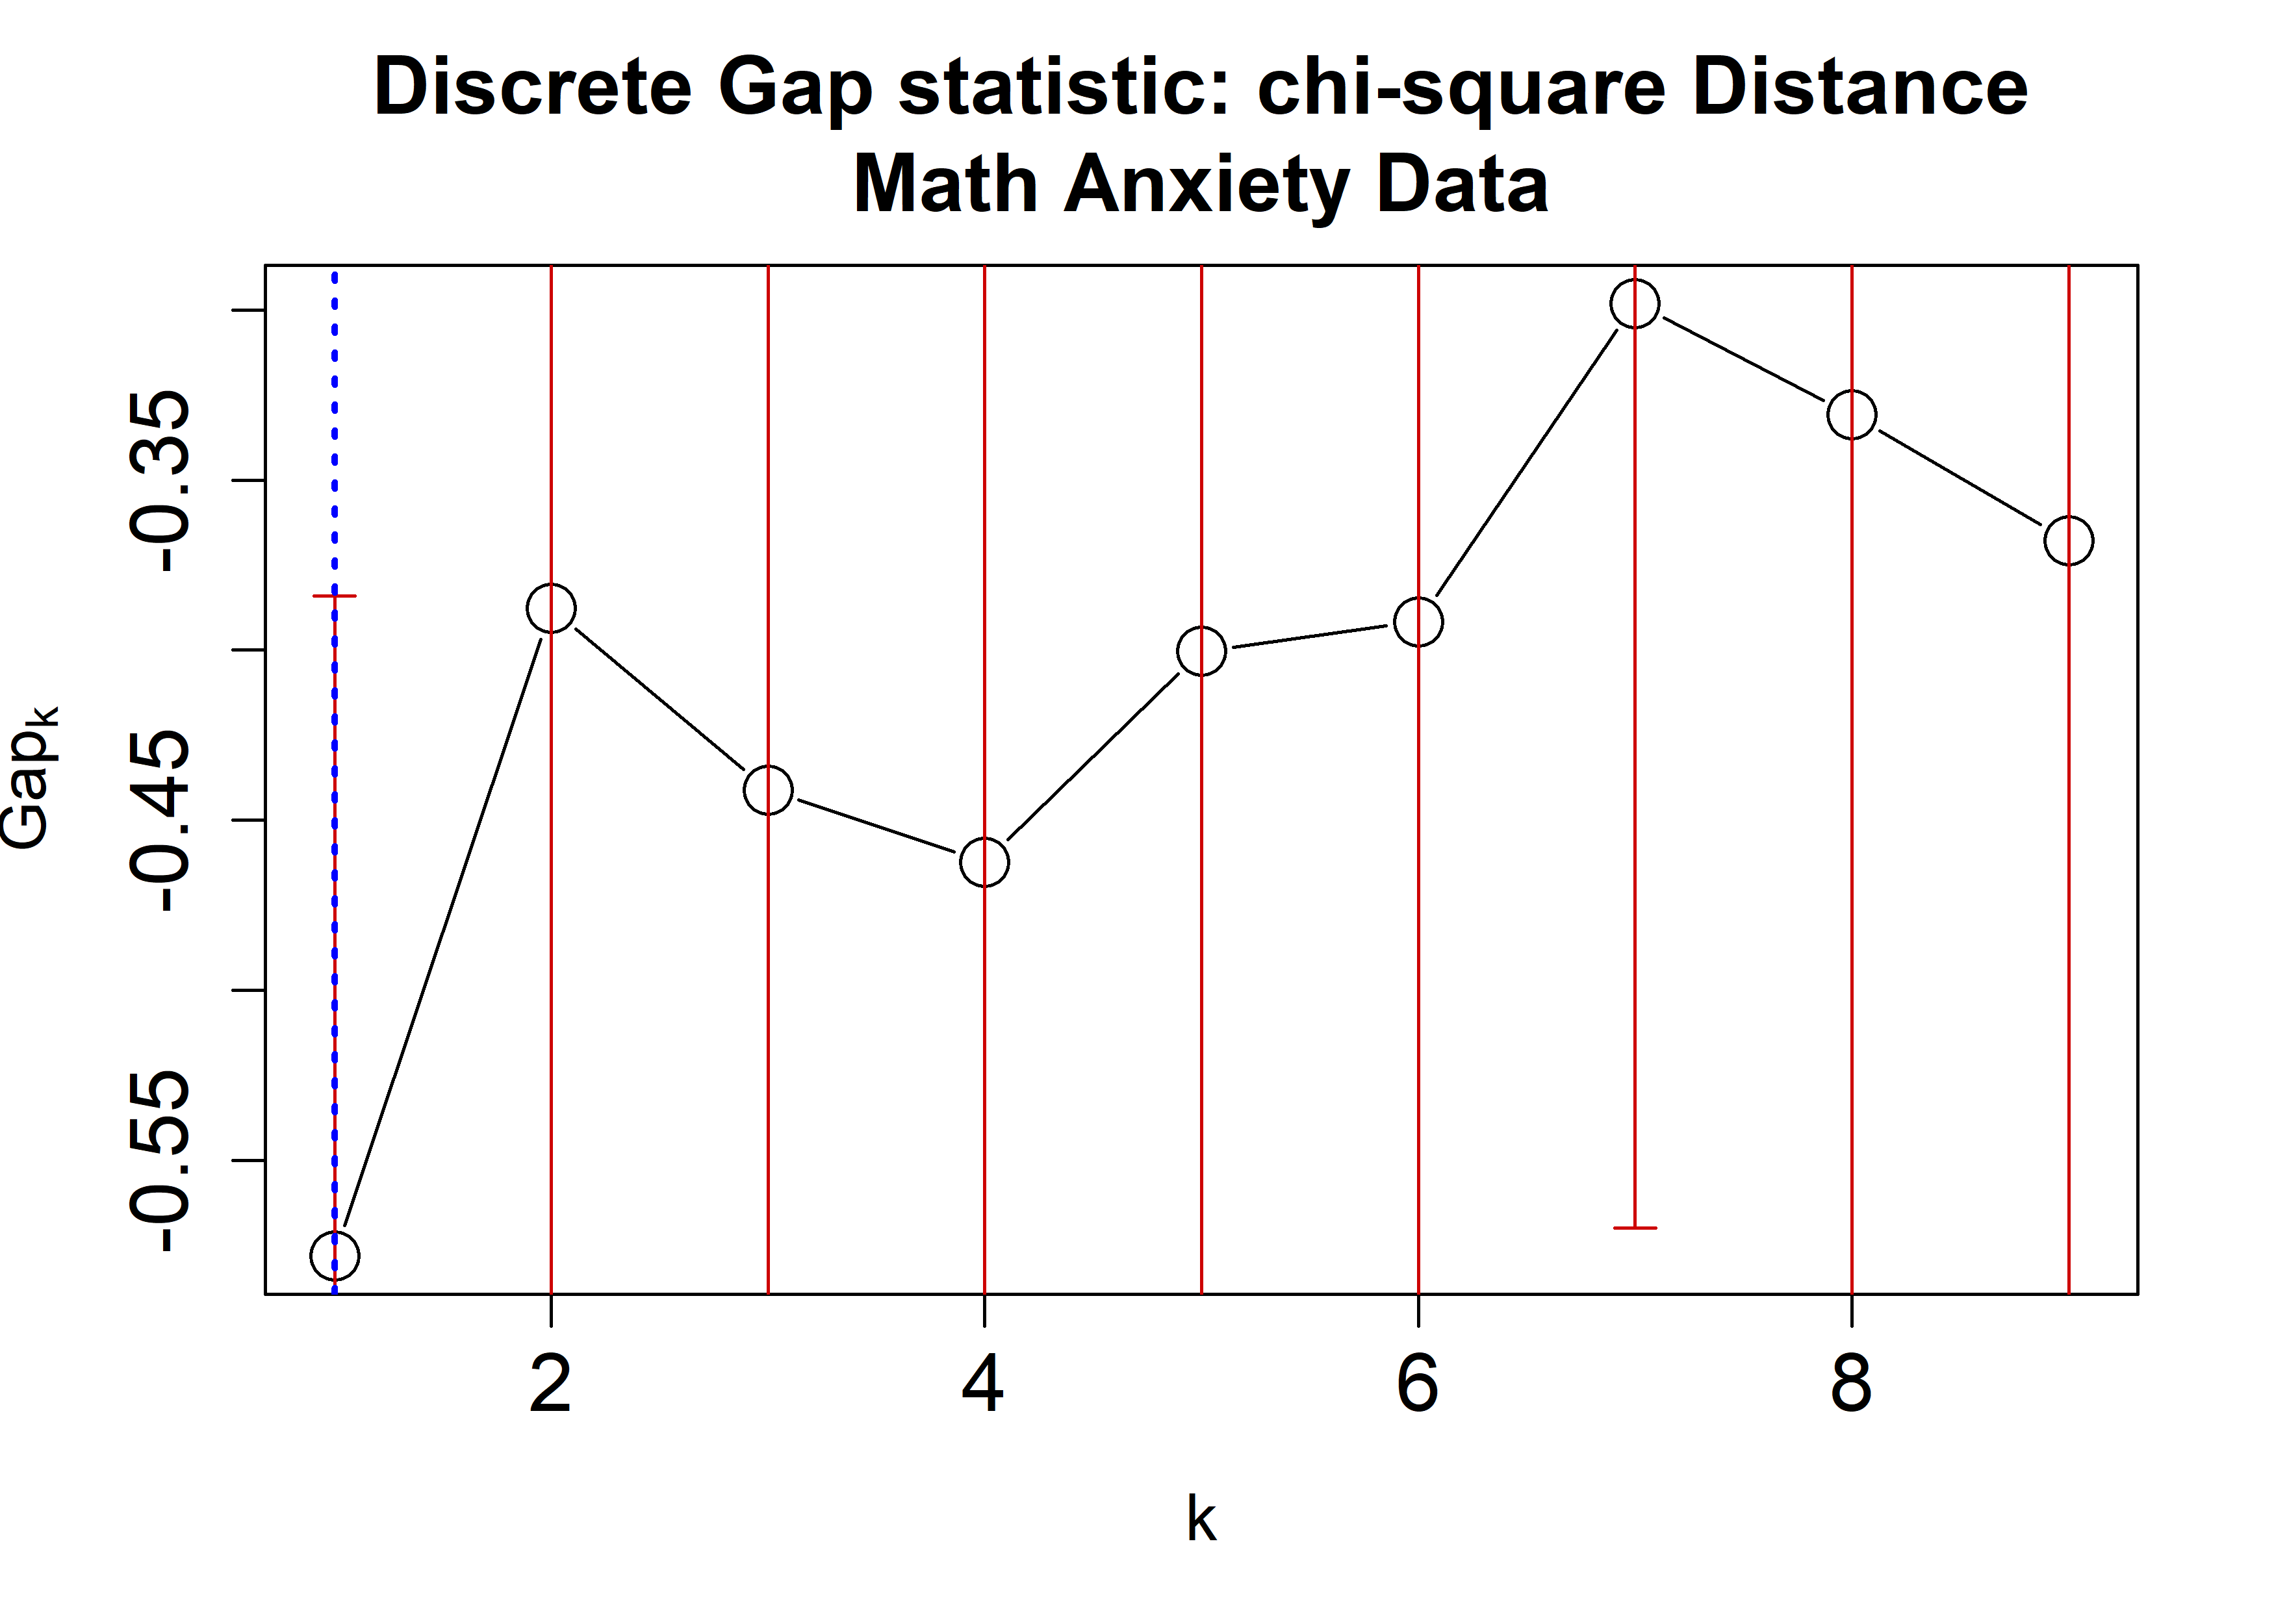 Discrete Gap statistic: chi-square Distance
Math Anxiety Data
Gapk
-0.35
-0.45
-0.55
2 4 6 8
k